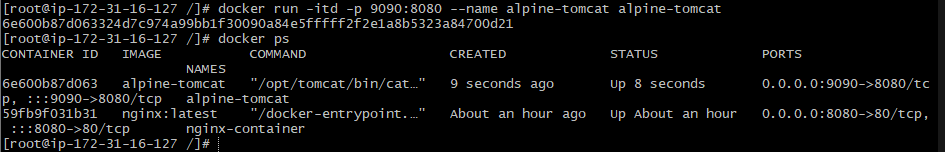 [root@ip-172-31-16-127 /]# docker run -itd -p 9090:8080 --name alpine-tomcat alpine-tomcat
6e600b87d063324d7c974a99bb1f30090a84e5fffff2f2e1a8b5323a84700d21
[root@ip-172-31-16-127 /]# docker ps
CONTAINER ID   IMAGE           COMMAND                  CREATED             STATUS             PORTS
                      NAMES
6e600b87d063   alpine-tomcat   "/opt/tomcat/bin/cat…"   9 seconds ago       Up 8 seconds       0.0.0.0:9090->8080/tc
p, :::9090->8080/tcp   alpine-tomcat
59fb9f031b31   nginx:latest    "/docker-entrypoint.…"   About an hour ago   Up About an hour   0.0.0.0:8080->80/tcp,
 :::8080->80/tcp       nginx-container
[root@ip-172-31-16-127 /]#